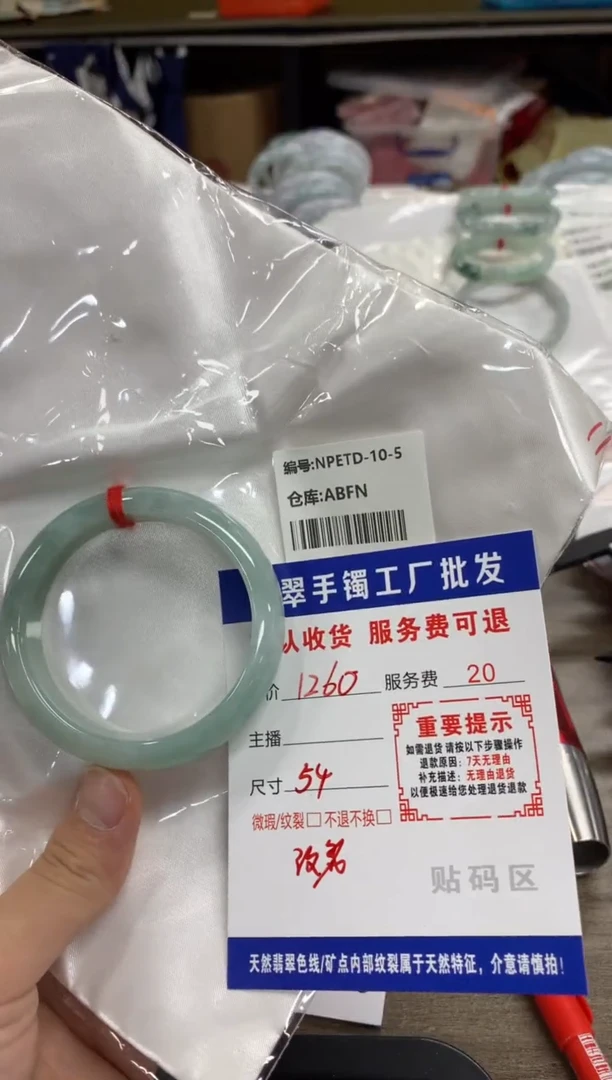 编号:NPETD-10-5
仓库:ABFN
翠手镯工厂批发
认收货 服务费可退
价 1260 服务费 20
主播
尺寸 54
微瑕/纹裂□ 不退不换□
重要提示
如需退货 请按以下步骤操作
退款原因：7天无理由
补充描述：无理由退货
以便极速给您处理退货退款
贴码区
天然翡翠色线/矿点内部纹裂属于天然特征，介意请慎拍！